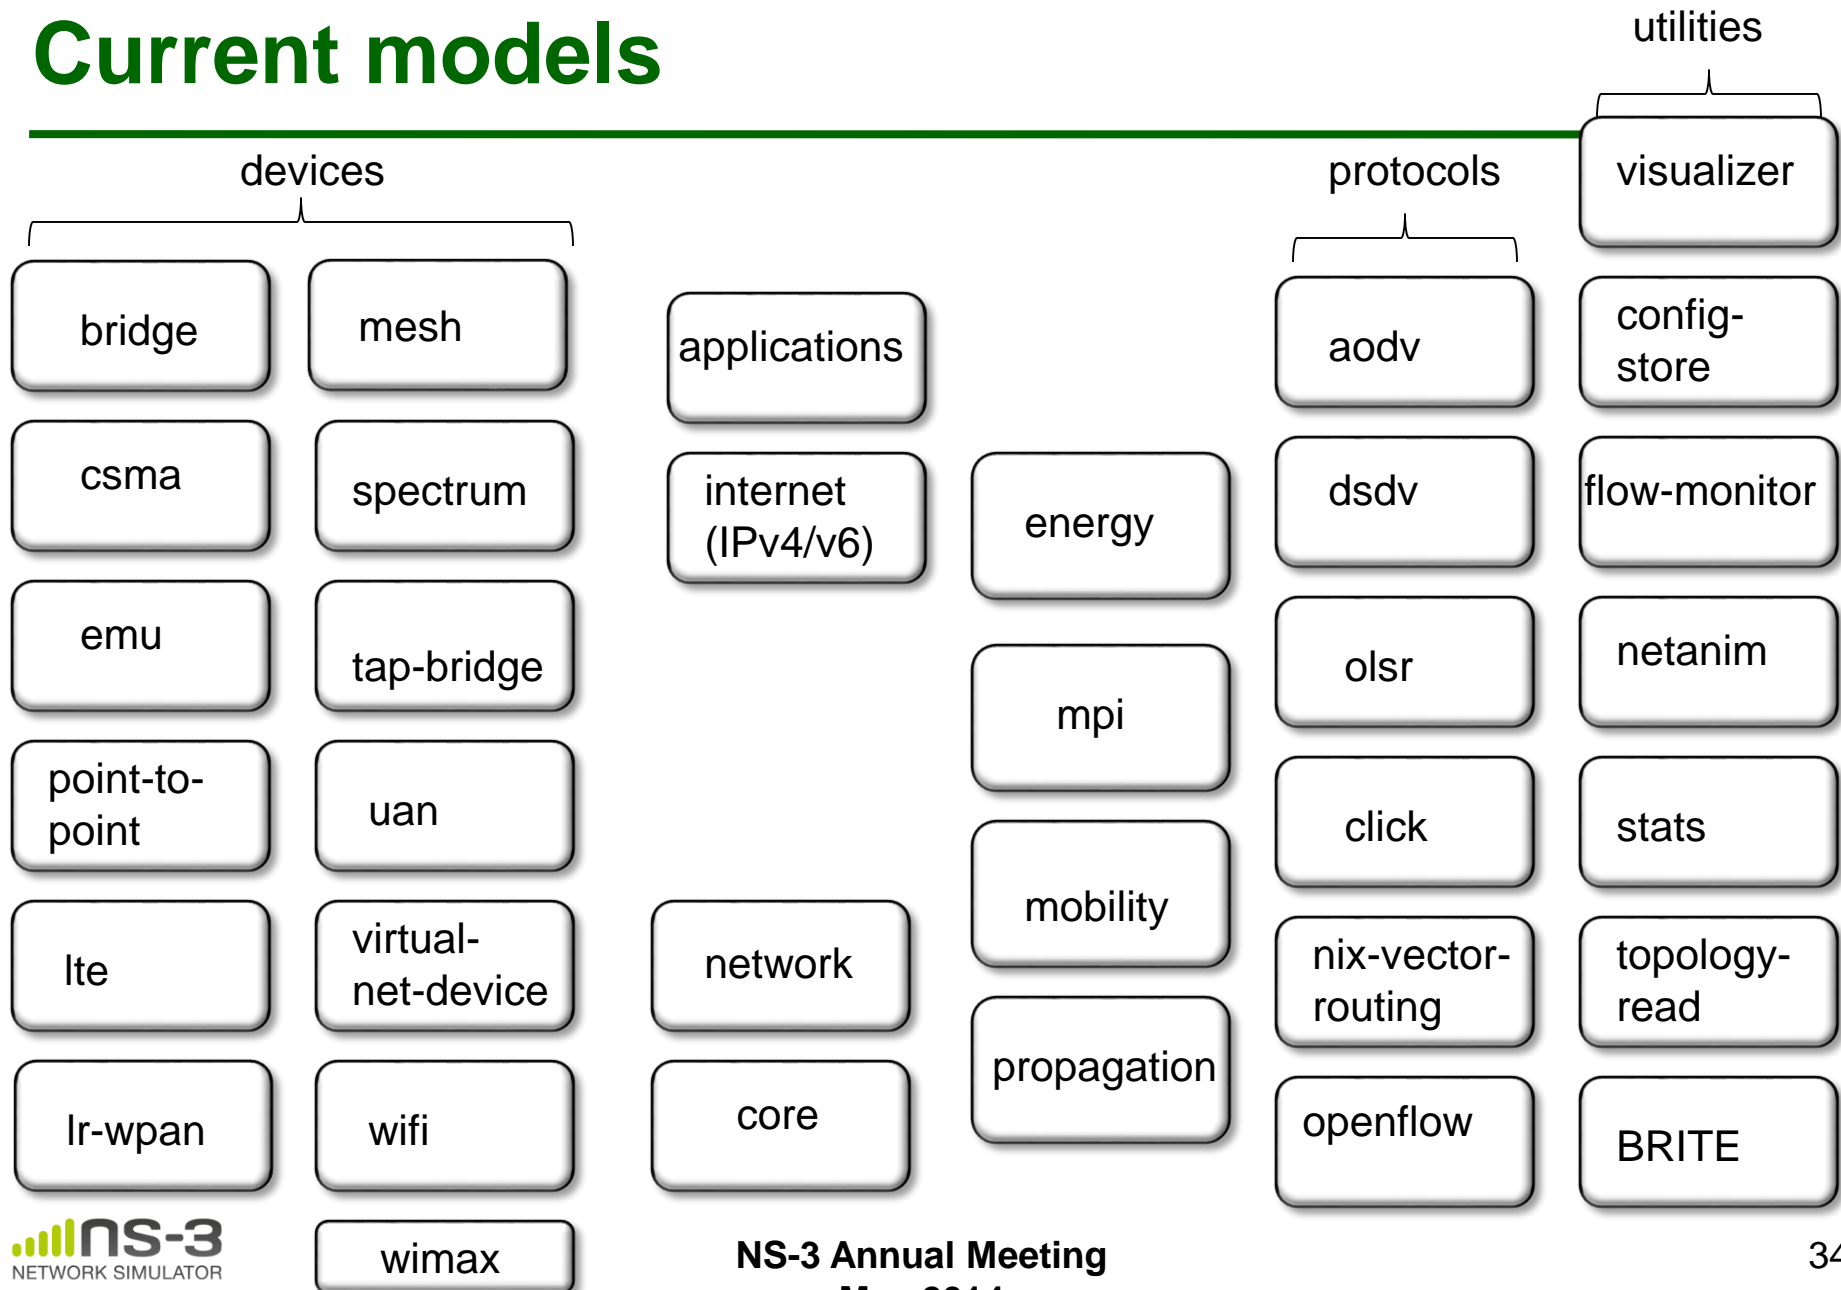 Current models
utilities
devices
protocols
visualizer
bridge
mesh
applications
aodv
config-
store
csma
spectrum
internet
(IPv4/v6)
energy
dsdv
flow-monitor
emu
tap-bridge
mpi
olsr
netanim
point-to-
point
uan
mobility
click
stats
lte
virtual-
net-device
network
propagation
nix-vector-
routing
topology-
read
lr-wpan
wifi
core
openflow
BRITE
wimax
ns-3
NETWORK SIMULATOR
NS-3 Annual Meeting
34